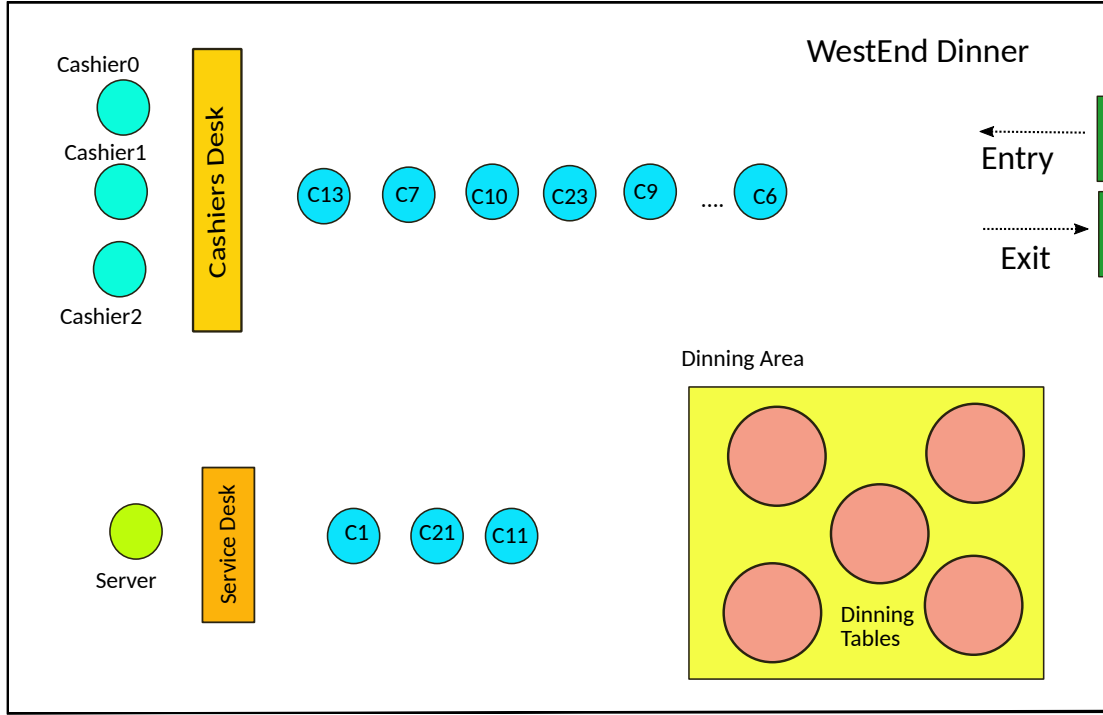 WestEnd Dinner
Cashier0
Cashier1
Cashier2
Cashiers Desk
C13 C7 C10 C23 C9 .... C6
Entry
Exit
Dinning Area
Server
Service Desk
C1 C21 C11
Dinning
Tables